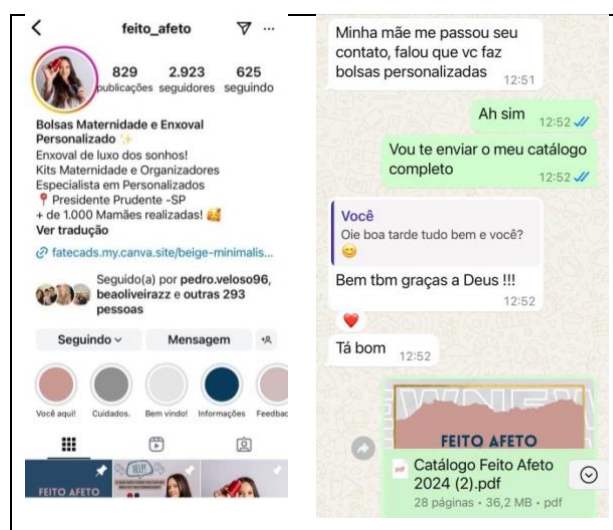 feito_afeto
829 2.923 625
publicações seguidores seguindo
Bolsas Maternidade e Enxoval
Personalizado ✨
Enxoval de luxo dos sonhos!
Kits Maternidade e Organizadores
Especialista em Personalizados
📍 Presidente Prudente -SP
+ de 1.000 Mamães realizadas! 🥰
Ver tradução
fatecads.my.canva.site/beige-minimalis...
Seguido(a) por pedro.veloso96,
beaoliveirazz e outras 293
pessoas
Seguindo Mensagem
Você aqui! Cuidados. Bem vindo! Informações Feedbac
FEITO AFETO HELP!
Minha mãe me passou seu
contato, falou que vc faz
bolsas personalizadas 12:51
Ah sim 12:52
Vou te enviar o meu catálogo
completo 12:52
Você
Oie boa tarde tudo bem e você?
😊
Bem tbm graças a Deus !!!
12:52
❤️
Tá bom 12:52
FEITO AFETO
pdf Catálogo Feito Afeto
2024 (2).pdf
28 páginas • 36,2 MB • pdf